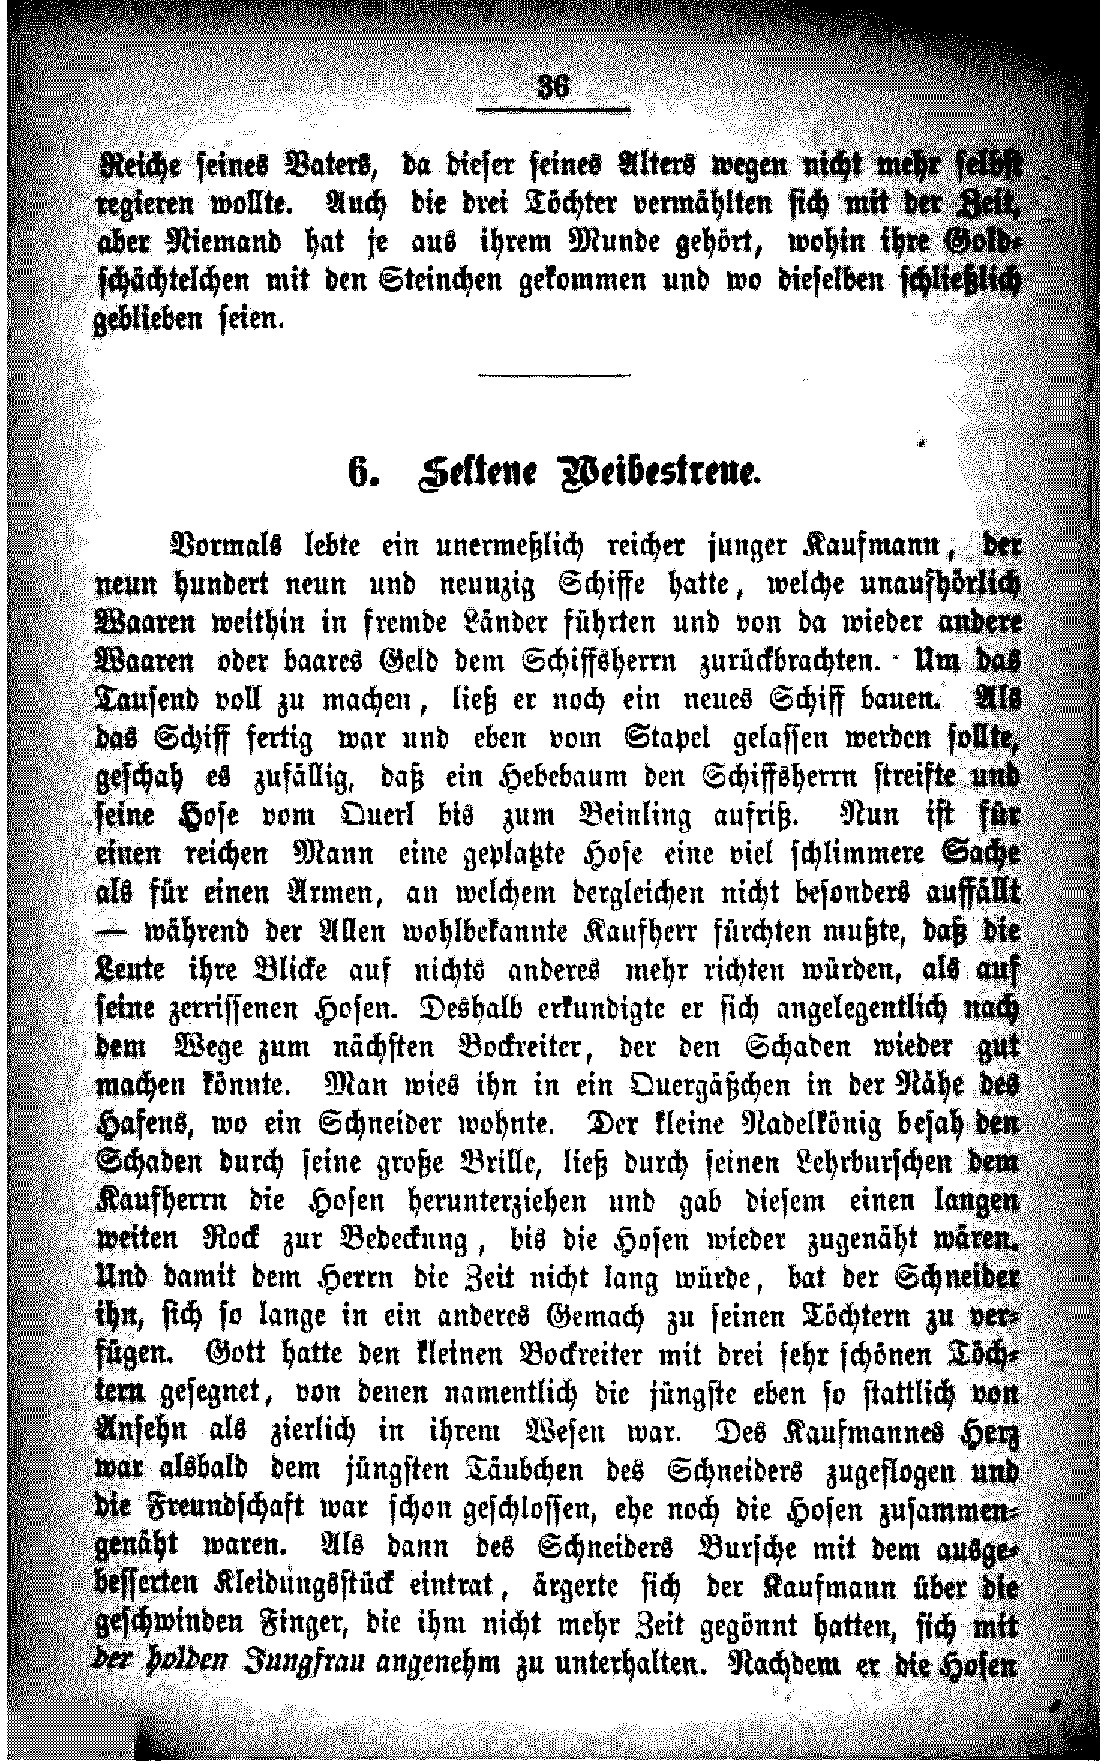 36
Reiche seines Vaters, da dieser seines Alters wegen nicht mehr selbst
regieren wollte. Auch die drei Töchter vermählten sich mit der Zeit,
aber Niemand hat je aus ihrem Munde gehört, wohin ihre Gold-
schächtelchen mit den Steinchen gekommen und wo dieselben schließlich
geblieben seien.
6. Seltene Weibestreue.
Vormals lebte ein unermeßlich reicher junger Kaufmann, der
neun hundert neun und neunzig Schiffe hatte, welche unaufhörlich
Waaren weithin in fremde Länder führten und von da wieder andere
Waaren oder baares Geld dem Schiffsherrn zurückbrachten. Um das
Tausend voll zu machen, ließ er noch ein neues Schiff bauen. Als
das Schiff fertig war und eben vom Stapel gelassen werden sollte,
geschah es zufällig, daß ein Hebebaum den Schiffsherrn streifte und
seine Hose vom Querl bis zum Beinling aufriß. Nun ist für
einen reichen Mann eine geplatzte Hose eine viel schlimmere Sache
als für einen Armen, an welchem dergleichen nicht besonders auffällt
— während der Allen wohlbekannte Kaufherr fürchten mußte, daß die
Leute ihre Blicke auf nichts anderes mehr richten würden, als auf
seine zerrissenen Hosen. Deshalb erkundigte er sich angelegentlich nach
dem Wege zum nächsten Bockreiter, der den Schaden wieder gut
machen könnte. Man wies ihn in ein Quergäßchen in der Nähe des
Hafens, wo ein Schneider wohnte. Der kleine Nadelkönig besah den
Schaden durch seine große Brille, ließ durch seinen Lehrburschen dem
Kaufherrn die Hosen herunterziehen und gab diesem einen langen
weiten Rock zur Bedeckung, bis die Hosen wieder zugenäht wären.
Und damit dem Herrn die Zeit nicht lang würde, bat der Schneider
ihn, sich so lange in ein anderes Gemach zu seinen Töchtern zu ver-
fügen. Gott hatte den kleinen Bockreiter mit drei sehr schönen Töch-
tern gesegnet, von denen namentlich die jüngste eben so stattlich von
Ansehn als zierlich in ihrem Wesen war. Des Kaufmannes Herz
war alsbald dem jüngsten Täubchen des Schneiders zugeflogen und
die Freundschaft war schon geschlossen, ehe noch die Hosen zusammen-
genäht waren. Als dann des Schneiders Bursche mit dem ausge-
besserten Kleidungsstück eintrat, ärgerte sich der Kaufmann über die
geschwinden Finger, die ihm nicht mehr Zeit gegönnt hatten, sich mit
der holden Jungfrau angenehm zu unterhalten. Nachdem er die Hosen